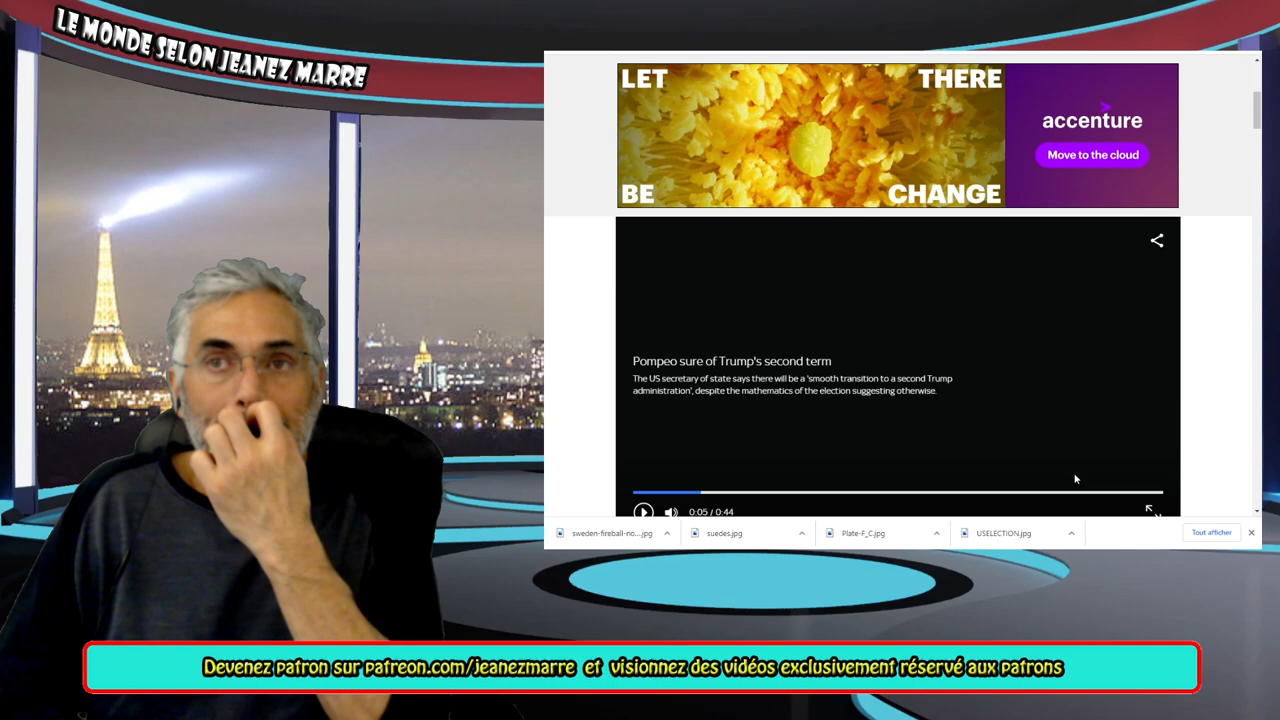 LE MONDE SELON JEANEZ MARRE
LET THERE
BE CHANGE
accenture
Move to the cloud
Pompeo sure of Trump's second term
The US secretary of state says there will be a 'smooth transition to a second Trump
administration', despite the mathematics of the election suggesting otherwise.
0:05 / 0:44
sweden-fireball-no....jpg
suedes.jpg
Plate-F_C.jpg
USELECTION.jpg
Tout afficher
Devenez patron sur patreon.com/jeanezmarre et visionnez des vidéos exclusivement réservé aux patrons